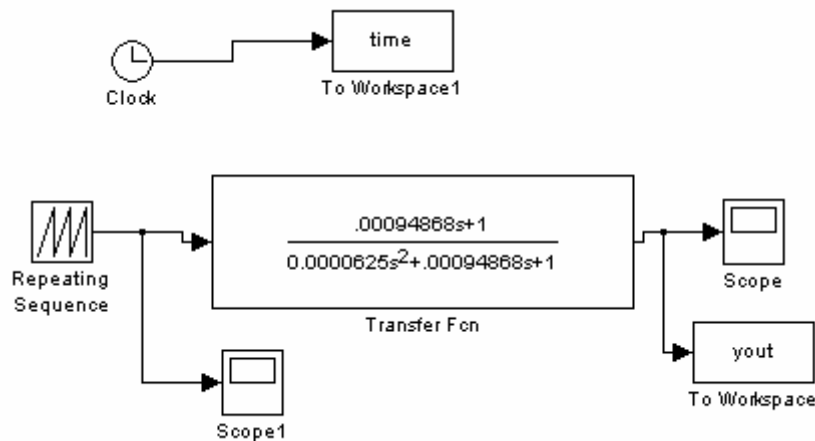 time
Clock
To Workspace1
.00094868s+1
0.0000625s²+.00094868s+1
Repeating
Sequence
Transfer Fcn
Scope
yout
To Workspace
Scope1